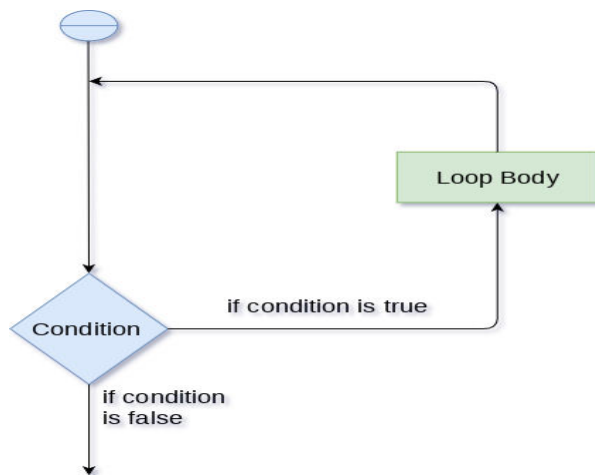 Loop Body
if condition is true
Condition
if condition
is false